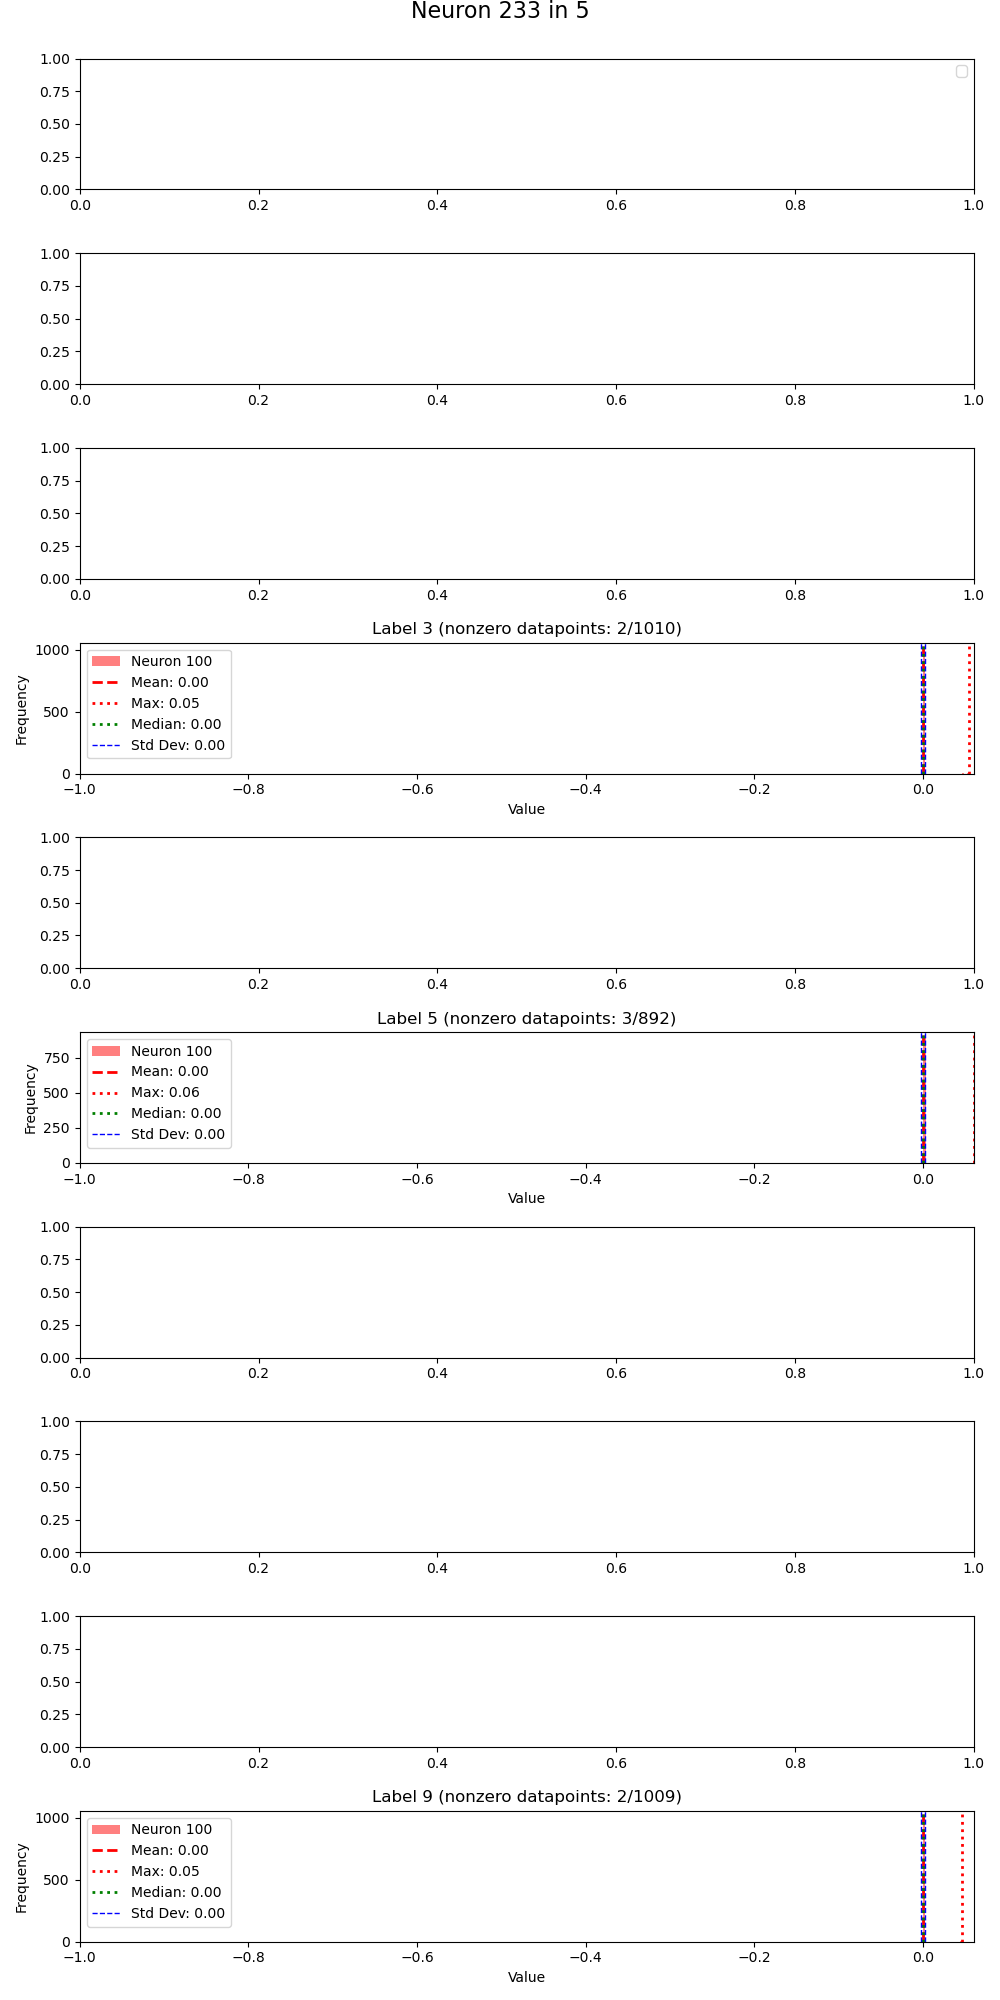 Neuron 233 in 5
1.00
0.75
0.50
0.25
0.00
0.0 0.2 0.4 0.6 0.8 1.0
1.00
0.75
0.50
0.25
0.00
0.0 0.2 0.4 0.6 0.8 1.0
1.00
0.75
0.50
0.25
0.00
0.0 0.2 0.4 0.6 0.8 1.0
Label 3 (nonzero datapoints: 2/1010)
Frequency
1000
500
0
Neuron 100
Mean: 0.00
Max: 0.05
Median: 0.00
Std Dev: 0.00
−1.0 −0.8 −0.6 −0.4 −0.2 0.0
Value
1.00
0.75
0.50
0.25
0.00
0.0 0.2 0.4 0.6 0.8 1.0
Label 5 (nonzero datapoints: 3/892)
Frequency
750
500
250
0
Neuron 100
Mean: 0.00
Max: 0.06
Median: 0.00
Std Dev: 0.00
−1.0 −0.8 −0.6 −0.4 −0.2 0.0
Value
1.00
0.75
0.50
0.25
0.00
0.0 0.2 0.4 0.6 0.8 1.0
1.00
0.75
0.50
0.25
0.00
0.0 0.2 0.4 0.6 0.8 1.0
1.00
0.75
0.50
0.25
0.00
0.0 0.2 0.4 0.6 0.8 1.0
Label 9 (nonzero datapoints: 2/1009)
Frequency
1000
500
0
Neuron 100
Mean: 0.00
Max: 0.05
Median: 0.00
Std Dev: 0.00
−1.0 −0.8 −0.6 −0.4 −0.2 0.0
Value